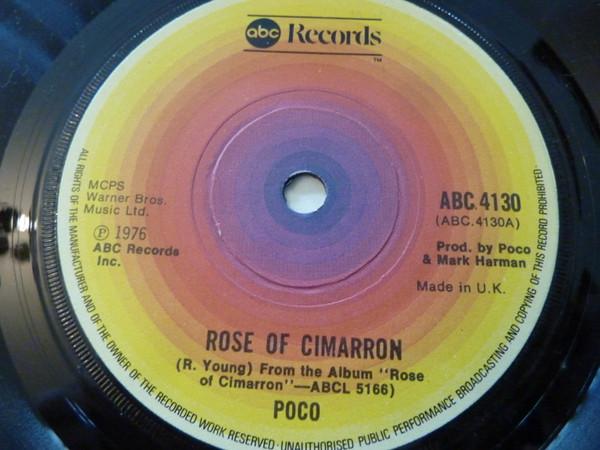 abc Records
TM
MCPS
Warner Bros.
Music Ltd.
℗ 1976
ABC Records
Inc.
ABC.4130
(ABC.4130A)
Prod. by Poco
& Mark Harman
Made in U.K.
ROSE OF CIMARRON
(R. Young) From the Album "Rose
of Cimarron"—ABCL 5166)
POCO
ALL RIGHTS OF THE MANUFACTURER AND OF THE OWNER OF THE RECORDED WORK RESERVED · UNAUTHORISED PUBLIC PERFORMANCE BROADCASTING AND COPYING OF THIS RECORD PROHIBITED ·